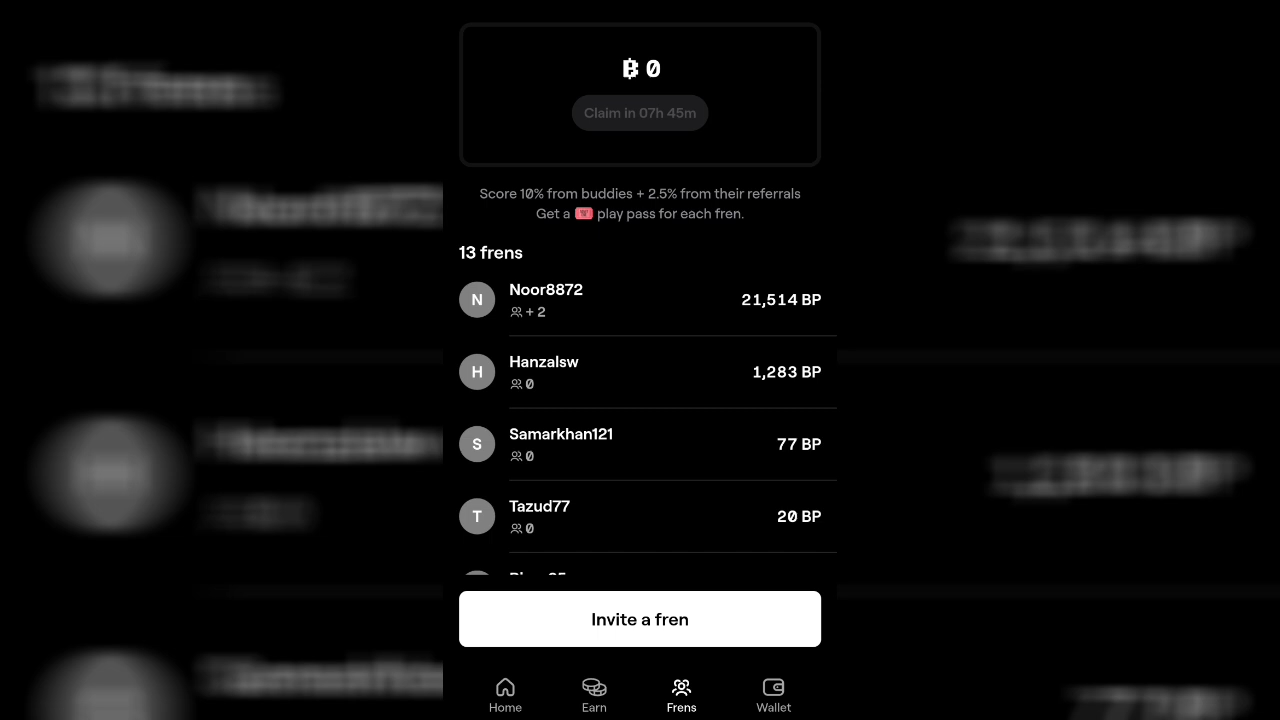 ฿ 0
Claim in 07h 45m
Score 10% from buddies + 2.5% from their referrals
Get a play pass for each fren.
13 frens
N
Noor8872
21,514 BP
+ 2
H
Hanzalsw
1,283 BP
0
S
Samarkhan121
77 BP
0
T
Tazud77
20 BP
0
Invite a fren
Home
Earn
Frens
Wallet